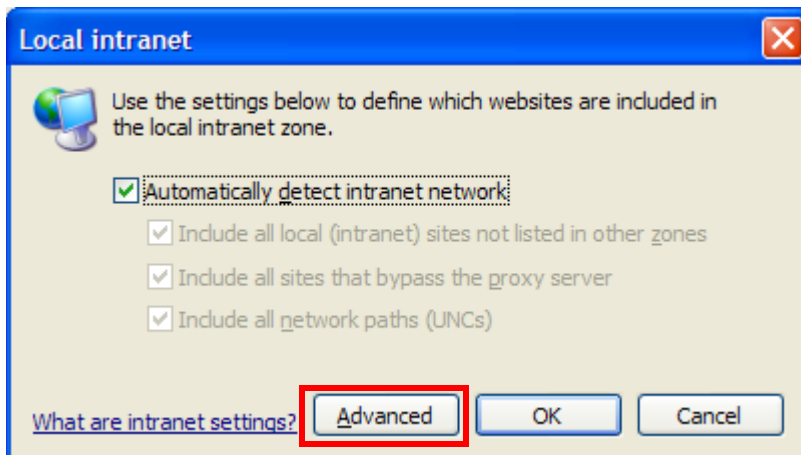 Local intranet
Use the settings below to define which websites are included in
the local intranet zone.
Automatically detect intranet network
Include all local (intranet) sites not listed in other zones
Include all sites that bypass the proxy server
Include all network paths (UNCs)
What are intranet settings? Advanced OK Cancel